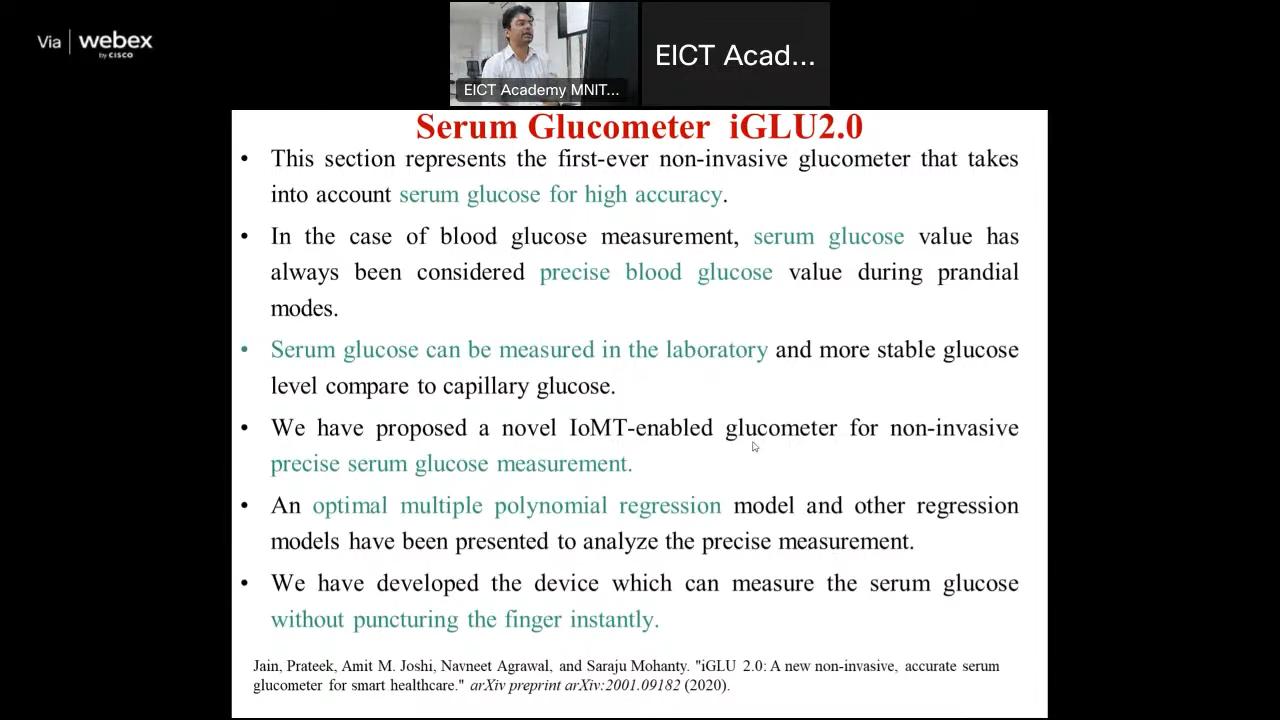 Via | webex
by CISCO
EICT Academy MNIT...
EICT Acad...
Serum Glucometer iGLU2.0
• This section represents the first-ever non-invasive glucometer that takes
into account serum glucose for high accuracy.
• In the case of blood glucose measurement, serum glucose value has
always been considered precise blood glucose value during prandial
modes.
• Serum glucose can be measured in the laboratory and more stable glucose
level compare to capillary glucose.
• We have proposed a novel IoMT-enabled glucometer for non-invasive
precise serum glucose measurement.
• An optimal multiple polynomial regression model and other regression
models have been presented to analyze the precise measurement.
• We have developed the device which can measure the serum glucose
without puncturing the finger instantly.
Jain, Prateek, Amit M. Joshi, Navneet Agrawal, and Saraju Mohanty. "iGLU 2.0: A new non-invasive, accurate serum
glucometer for smart healthcare." arXiv preprint arXiv:2001.09182 (2020).